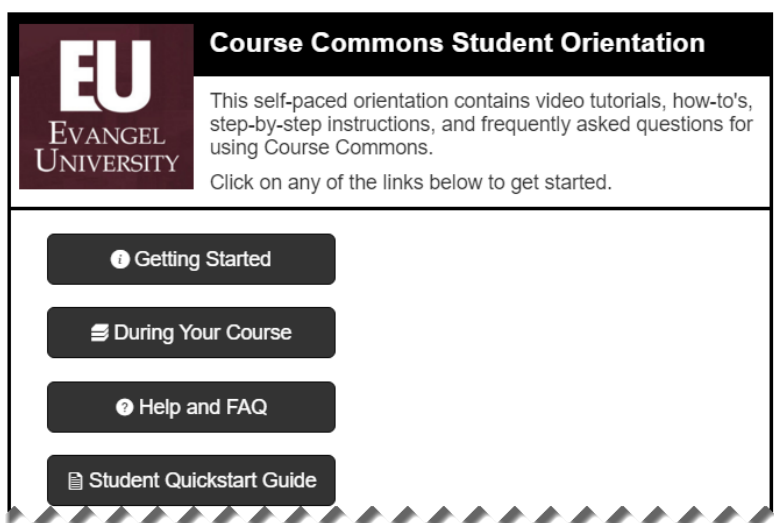 EU
EVANGEL
UNIVERSITY
Course Commons Student Orientation
This self-paced orientation contains video tutorials, how-to's,
step-by-step instructions, and frequently asked questions for
using Course Commons.
Click on any of the links below to get started.
Getting Started
During Your Course
Help and FAQ
Student Quickstart Guide